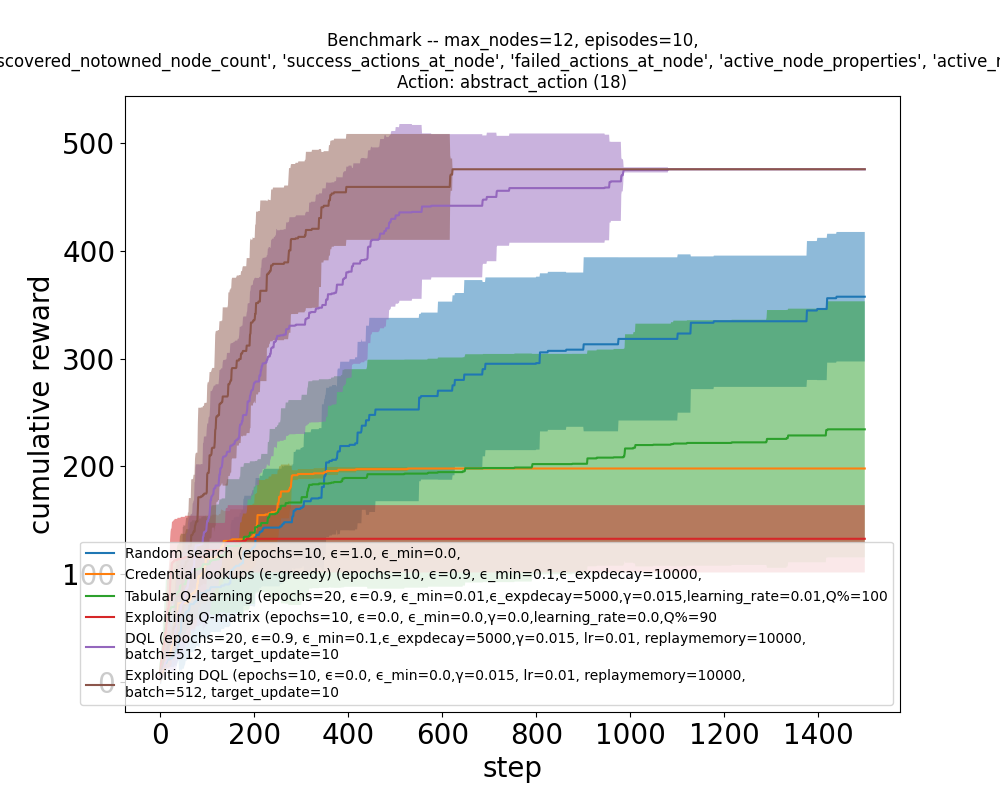 Benchmark -- max_nodes=12, episodes=10,
scovered_notowned_node_count', 'success_actions_at_node', 'failed_actions_at_node', 'active_node_properties', 'active_n
Action: abstract_action (18)
500
400
300
200
100
0
cumulative reward
Random search (epochs=10, ϵ=1.0, ϵ_min=0.0,
Credential lookups (ϵ-greedy) (epochs=10, ϵ=0.9, ϵ_min=0.1,ϵ_expdecay=10000,
Tabular Q-learning (epochs=20, ϵ=0.9, ϵ_min=0.01,ϵ_expdecay=5000,γ=0.015,learning_rate=0.01,Q%=100
Exploiting Q-matrix (epochs=10, ϵ=0.0, ϵ_min=0.0,γ=0.0,learning_rate=0.0,Q%=90
DQL (epochs=20, ϵ=0.9, ϵ_min=0.1,ϵ_expdecay=5000,γ=0.015, lr=0.01, replaymemory=10000,
batch=512, target_update=10
Exploiting DQL (epochs=10, ϵ=0.0, ϵ_min=0.0,γ=0.015, lr=0.01, replaymemory=10000,
batch=512, target_update=10
0 200 400 600 800 1000 1200 1400
step